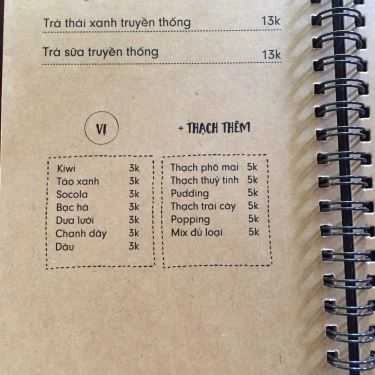 Trà thái xanh truyền thống 13k
Trà sữa truyền thống 13k
VỊ
+ THẠCH THÊM
Kiwi 3k
Táo xanh 3k
Socola 3k
Bạc hà 3k
Dưa lưới 3k
Chanh dây 3k
Dâu 3k
Thạch phô mai 5k
Thạch thuỷ tinh 5k
Pudding 5k
Thạch trái cây 5k
Popping 5k
Mix đủ loại 5k